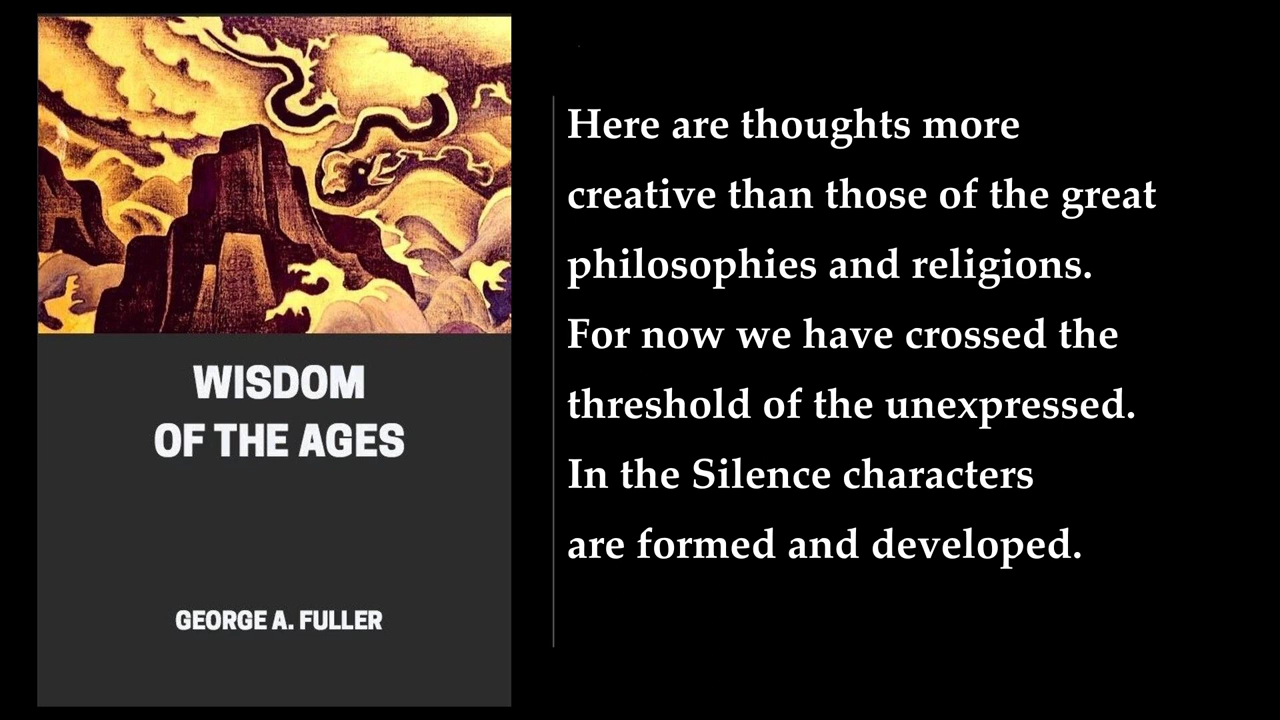 WISDOM
OF THE AGES
GEORGE A. FULLER
Here are thoughts more
creative than those of the great
philosophies and religions.
For now we have crossed the
threshold of the unexpressed.
In the Silence characters
are formed and developed.